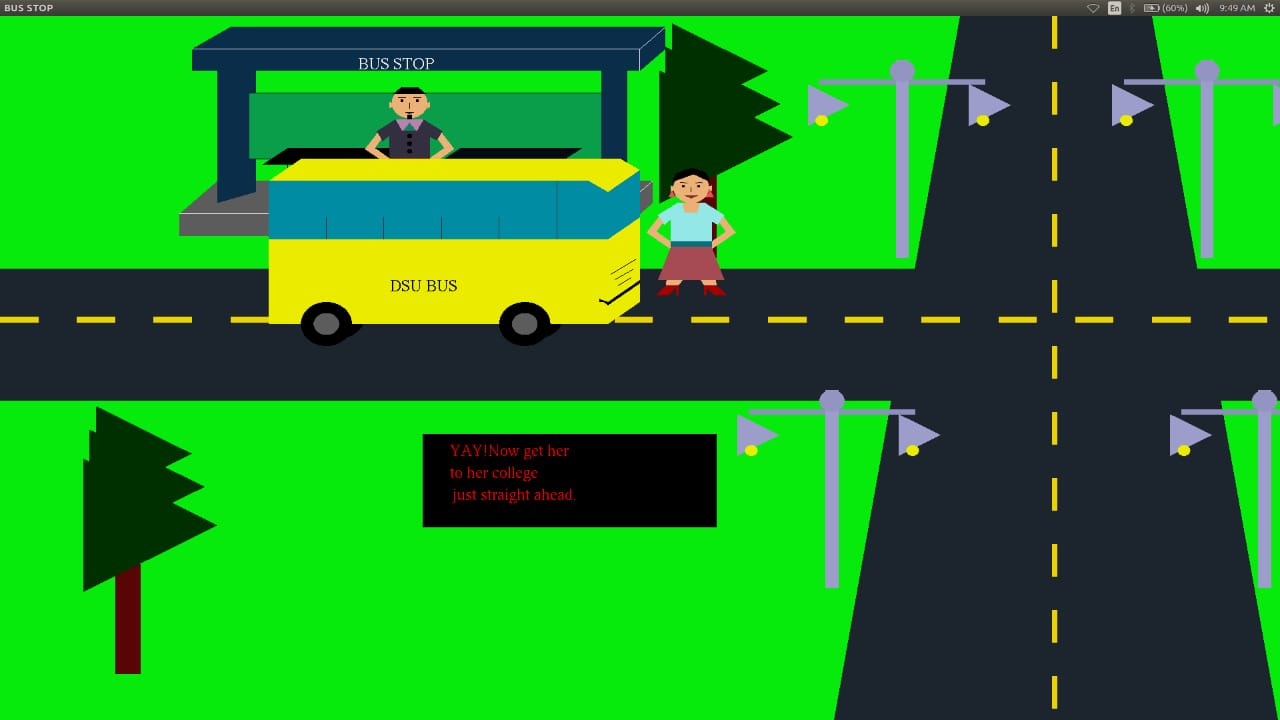 BUS STOP
En
(60%)
9:49 AM
BUS STOP
DSU BUS
YAY!Now get her
to her college
just straight ahead.